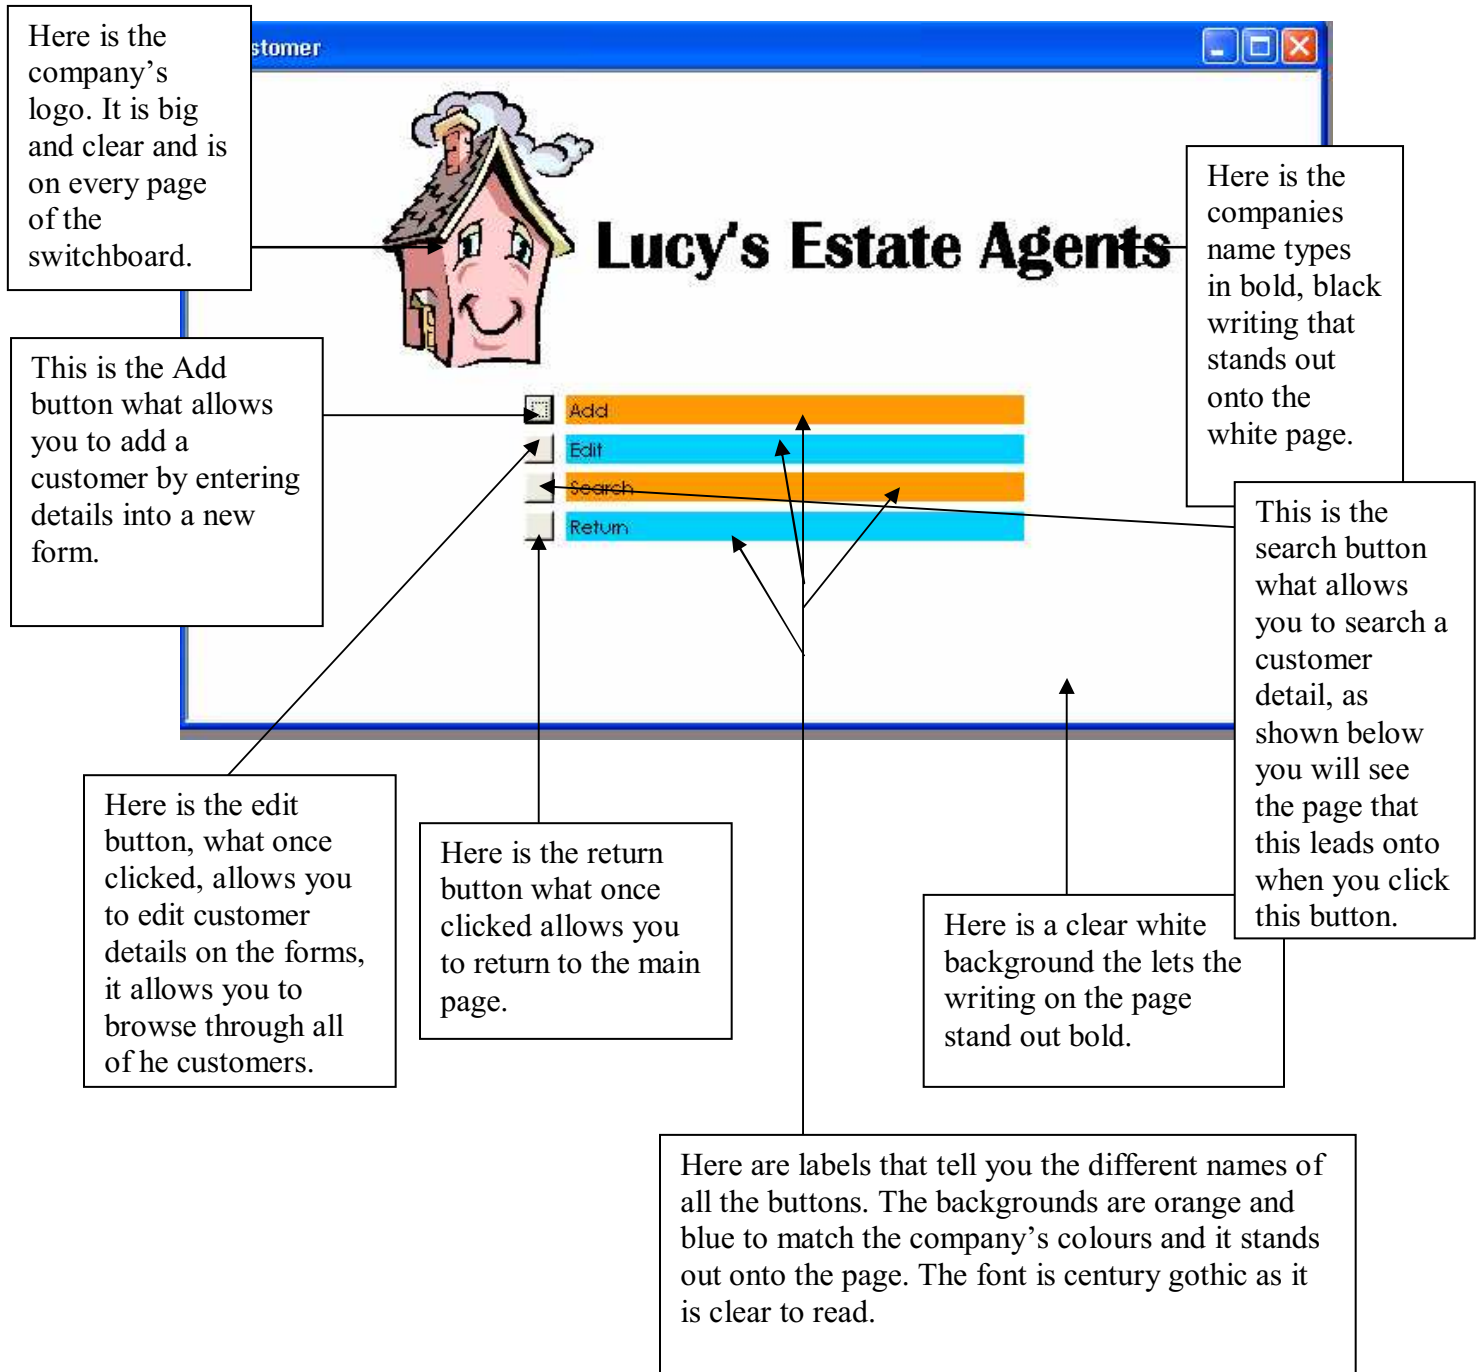 Here is the
company's
logo. It is big
and clear and is
on every page
of the
switchboard.
stomer
Lucy's Estate Agents
Here is the
companies
name types
in bold, black
writing that
stands out
onto the
white page.
This is the Add
button what allows
you to add a
customer by entering
details into a new
form.
Add
Edit
Search
Return
This is the
search button
what allows
you to search a
customer
detail, as
shown below
you will see
the page that
this leads onto
when you click
this button.
Here is the edit
button, what once
clicked, allows you
to edit customer
details on the forms,
it allows you to
browse through all
of he customers.
Here is the return
button what once
clicked allows you
to return to the main
page.
Here is a clear white
background the lets the
writing on the page
stand out bold.
Here are labels that tell you the different names of
all the buttons. The backgrounds are orange and
blue to match the company's colours and it stands
out onto the page. The font is century gothic as it
is clear to read.